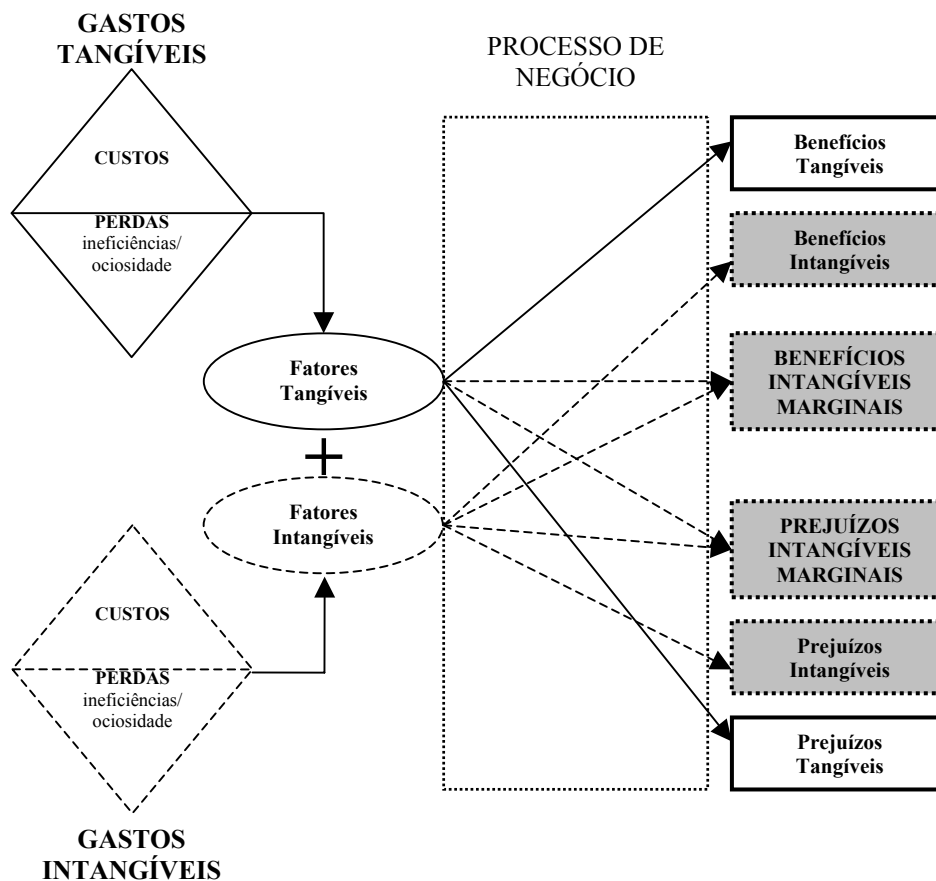 GASTOS
TANGÍVEIS
CUSTOS
PERDAS
ineficiências/
ociosidade
PROCESSO DE
NEGÓCIO
Fatores
Tangíveis
+
Fatores
Intangíveis
CUSTOS
PERDAS
ineficiências/
ociosidade
GASTOS
INTANGÍVEIS
Benefícios
Tangíveis
Benefícios
Intangíveis
BENEFÍCIOS
INTANGÍVEIS
MARGINAIS
PREJUÍZOS
INTANGÍVEIS
MARGINAIS
Prejuízos
Intangíveis
Prejuízos
Tangíveis